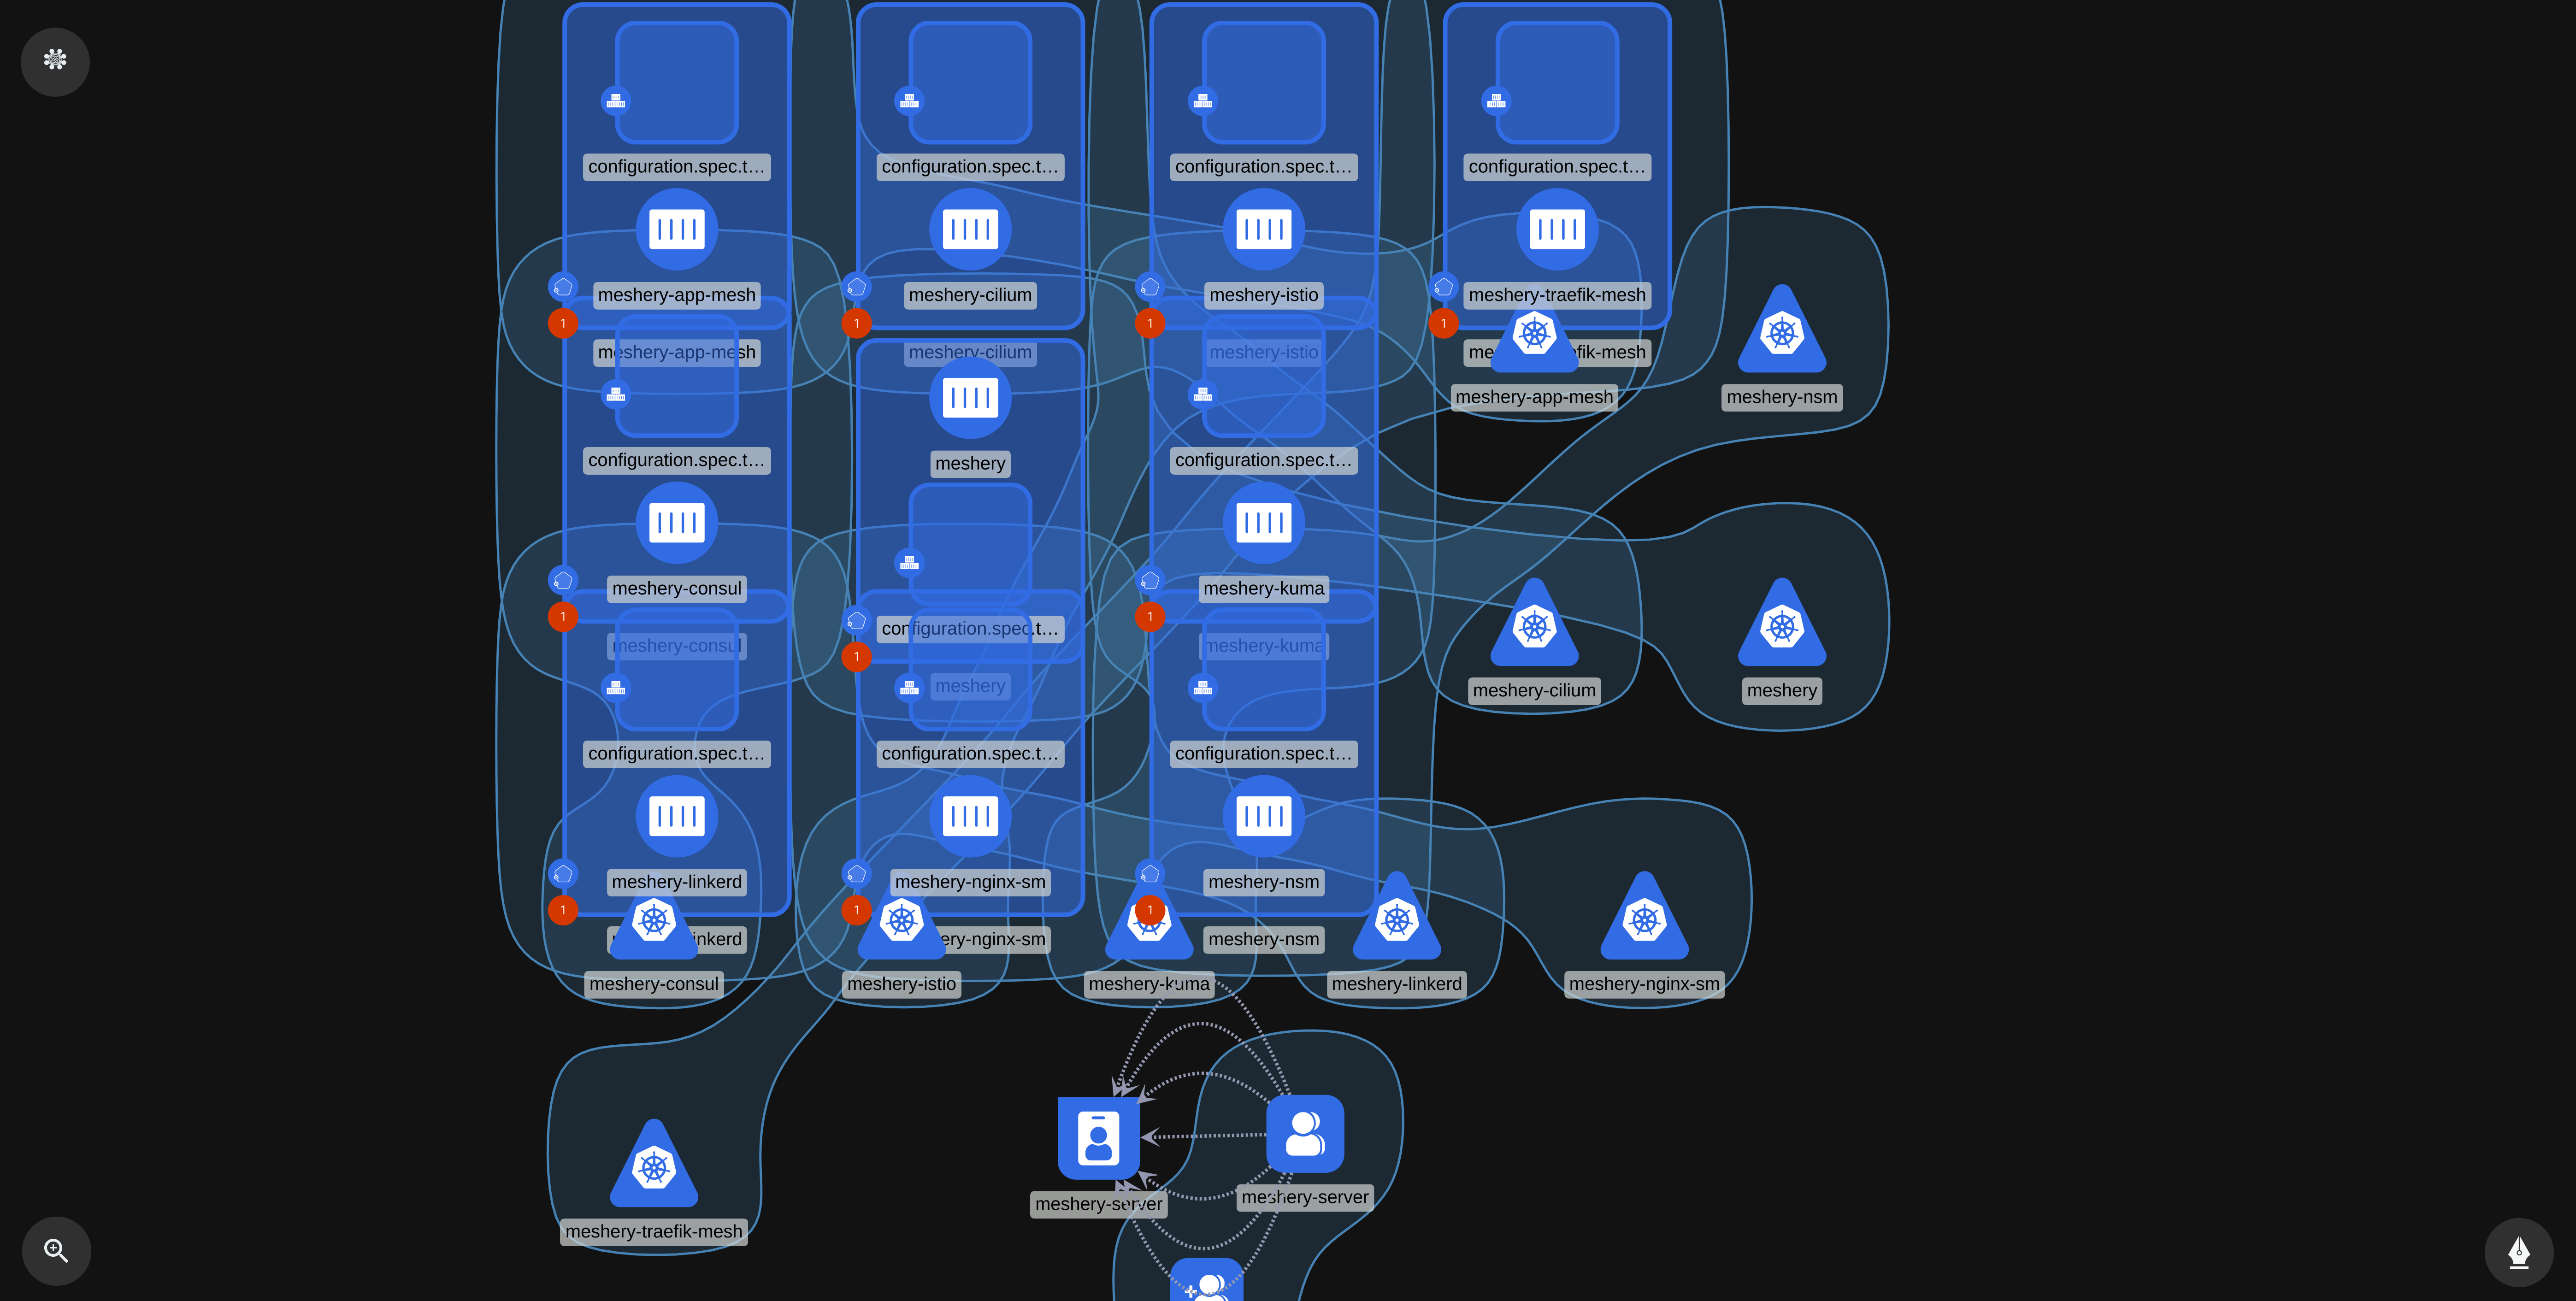 configuration.spec.t…
configuration.spec.t…
configuration.spec.t…
configuration.spec.t…
meshery-app-mesh
meshery-cilium
meshery-istio
meshery-traefik-mesh
1
1
1
1
meshery-app-mesh
meshery-cilium
meshery-istio
meshery-app-mesh
meshery-nsm
meshery
configuration.spec.t…
configuration.spec.t…
meshery-consul
meshery-kuma
1
1
configuration.spec.t…
1
meshery-consul
meshery-kuma
meshery
meshery-cilium
meshery
configuration.spec.t…
configuration.spec.t…
configuration.spec.t…
meshery-linkerd
meshery-nginx-sm
meshery-nsm
1
1
1
meshery-nsm
meshery-consul
meshery-istio
meshery-kuma
meshery-linkerd
meshery-nginx-sm
meshery-server
meshery-server
meshery-traefik-mesh